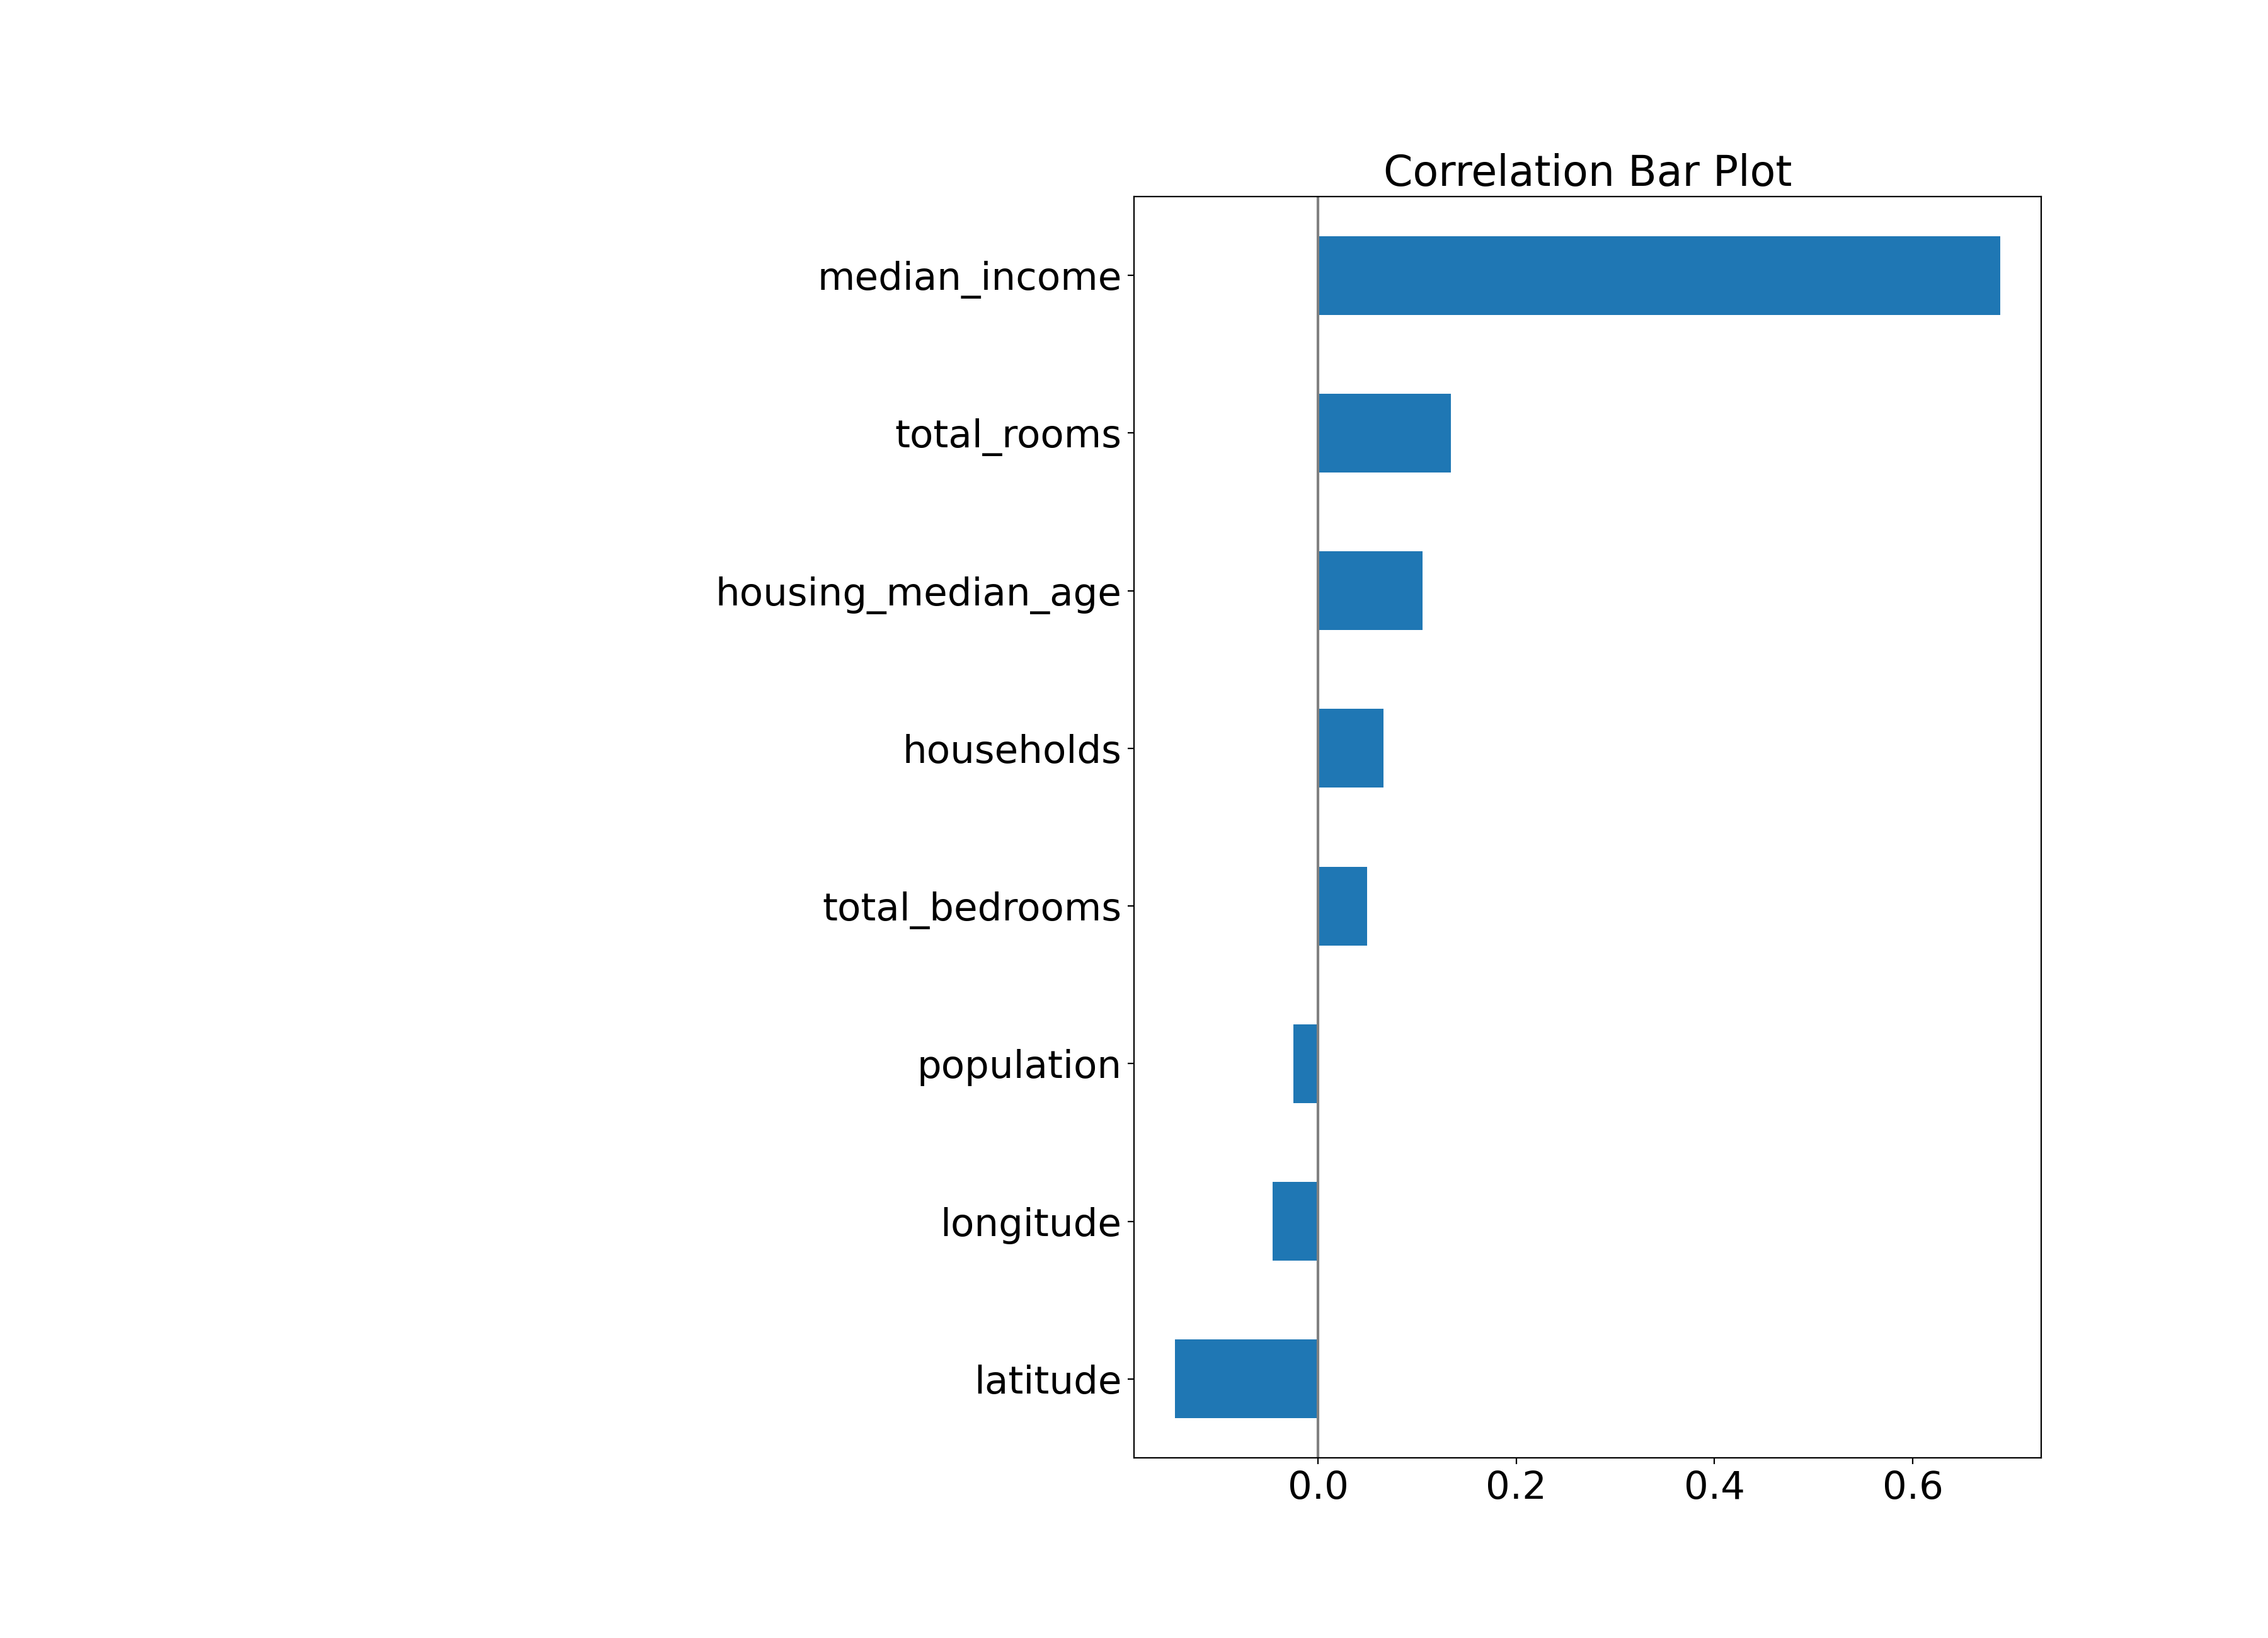 Correlation Bar Plot
median_income
total_rooms
housing_median_age
households
total_bedrooms
population
longitude
latitude
0.0 0.2 0.4 0.6